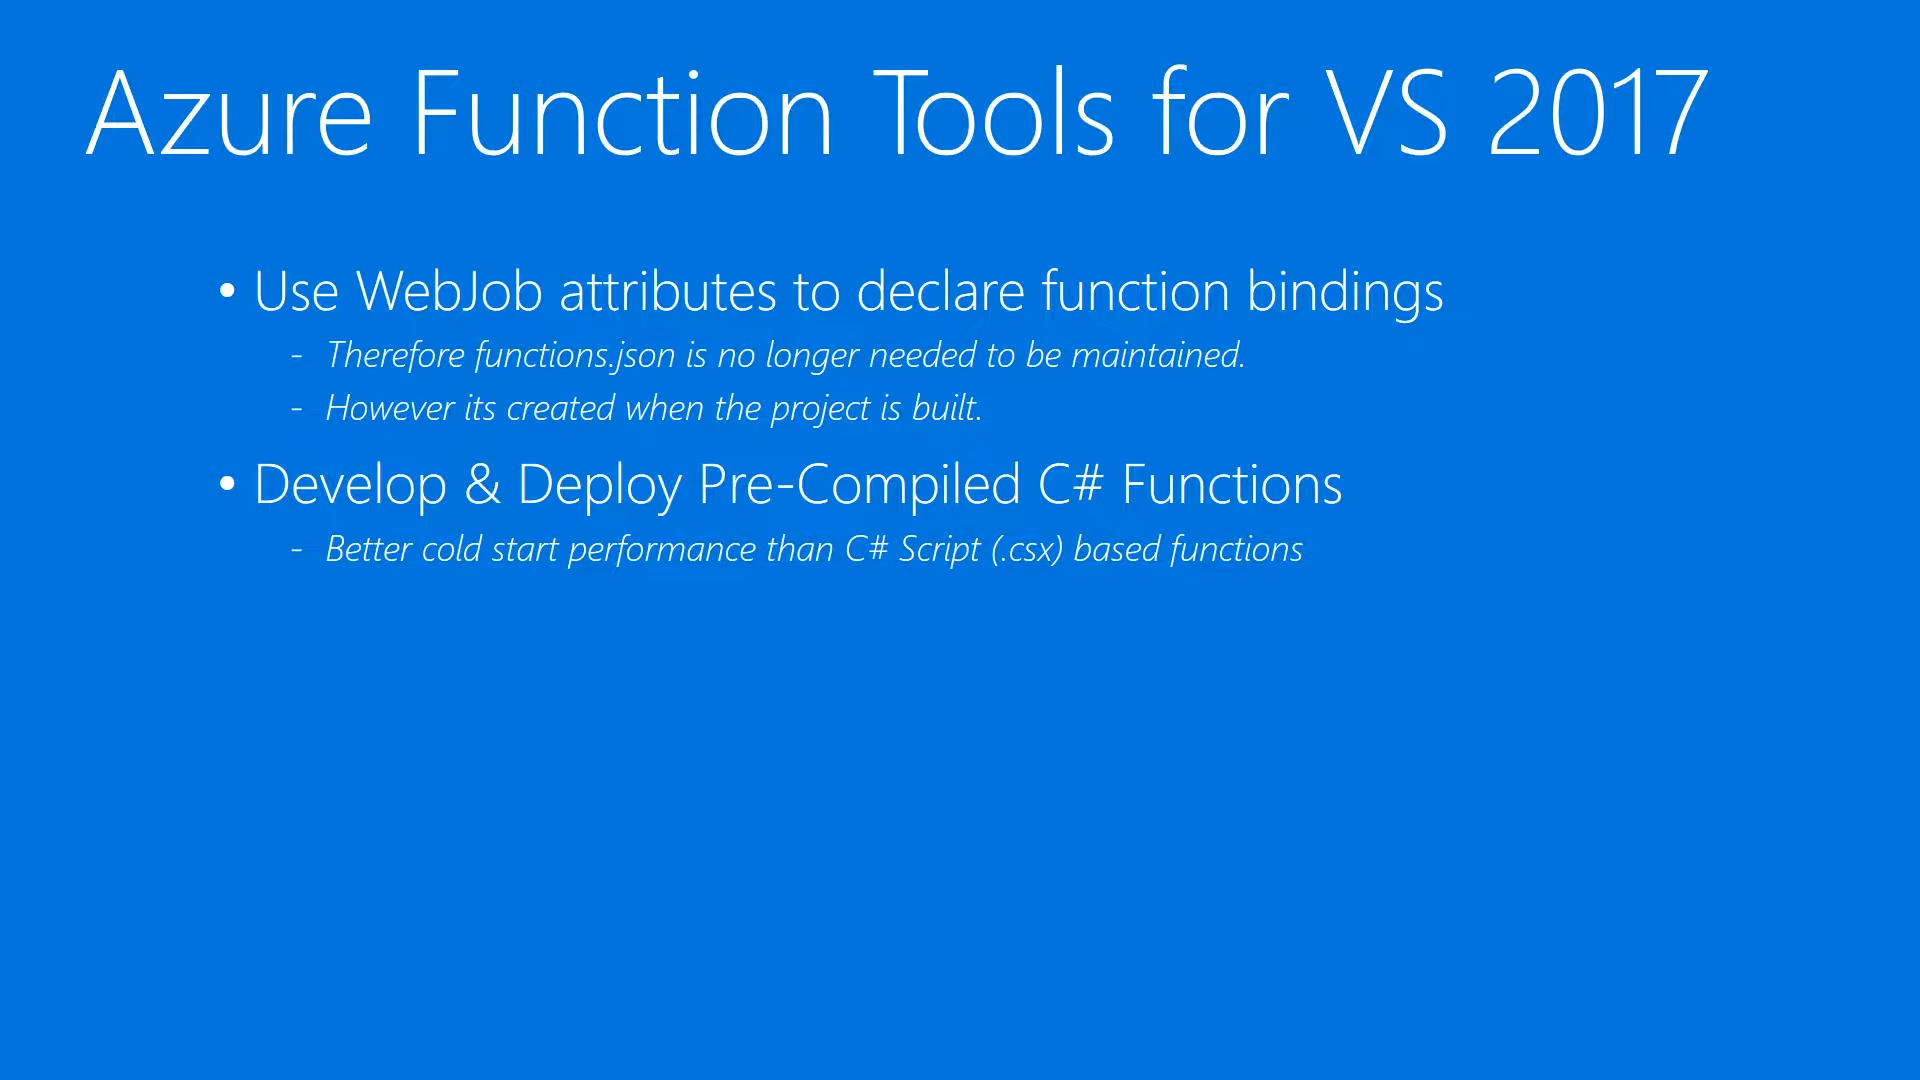 Azure Function Tools for VS 2017
• Use WebJob attributes to declare function bindings
- Therefore functions.json is no longer needed to be maintained.
- However its created when the project is built.
• Develop & Deploy Pre-Compiled C# Functions
- Better cold start performance than C# Script (.csx) based functions